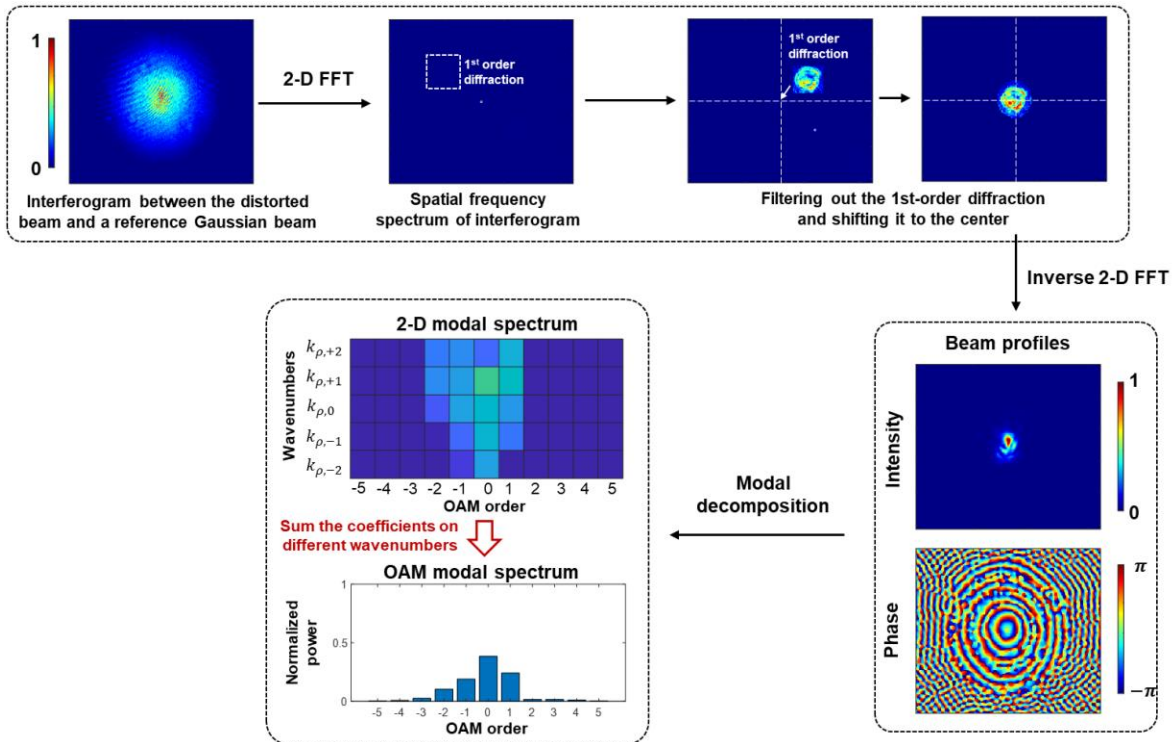 1
0
Interferogram between the distorted
beam and a reference Gaussian beam
2-D FFT
1st order
diffraction
Spatial frequency
spectrum of interferogram
1st order
diffraction
Filtering out the 1st-order diffraction
and shifting it to the center
Inverse 2-D FFT
2-D modal spectrum
Wavenumbers
kρ,+2
kρ,+1
kρ,0
kρ,-1
kρ,-2
-5 -4 -3 -2 -1 0 1 2 3 4 5
OAM order
Sum the coefficients on
different wavenumbers
OAM modal spectrum
Normalized
power
1
0.5
0
-5 -4 -3 -2 -1 0 1 2 3 4 5
OAM order
Modal
decomposition
Beam profiles
Intensity
1
0
Phase
π
−π